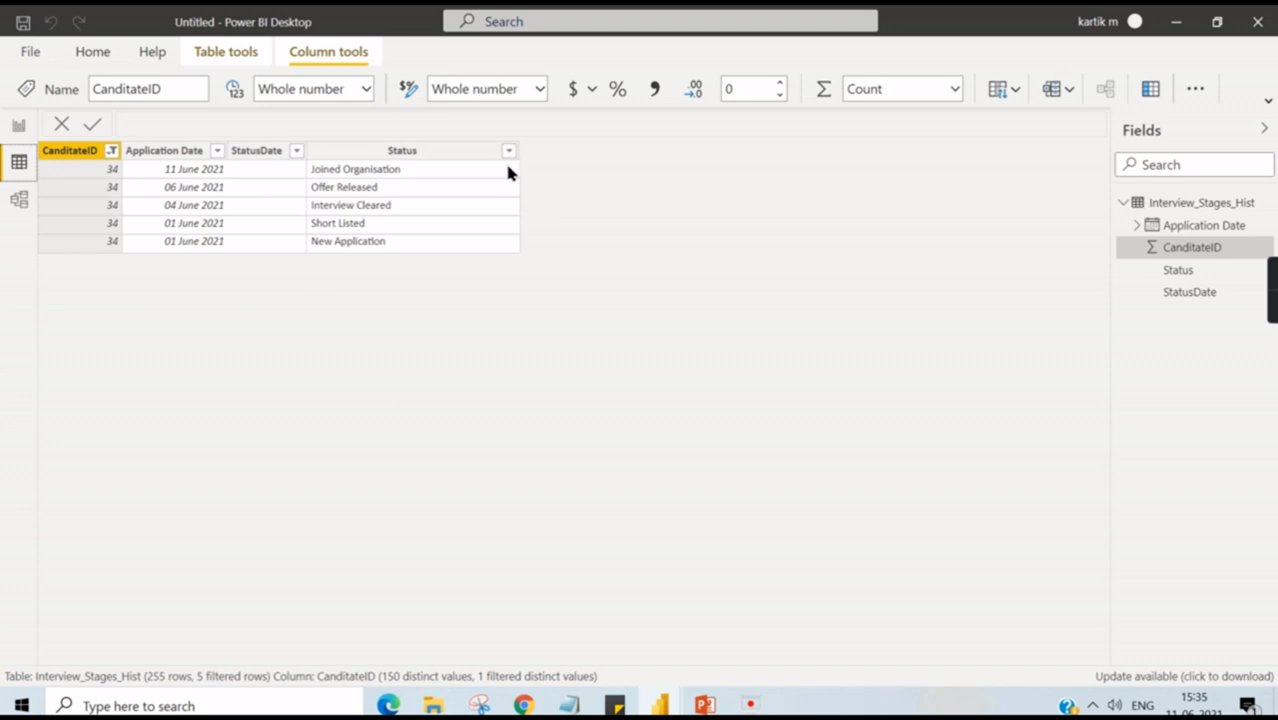 Untitled - Power BI Desktop
Search
kartik m
File Home Help Table tools Column tools
Name CanditateID Whole number Whole number $ % 0 Count
CanditateID Application Date StatusDate Status
34 11 June 2021 Joined Organisation
34 06 June 2021 Offer Released
34 04 June 2021 Interview Cleared
34 01 June 2021 Short Listed
34 01 June 2021 New Application
Fields
Search
Interview_Stages_Hist
Application Date
CanditateID
Status
StatusDate
Table: Interview_Stages_Hist (255 rows, 5 filtered rows) Column: CanditateID (150 distinct values, 1 filtered distinct values)
Update available (click to download)
Type here to search
ENG
15:35
11-06-2021